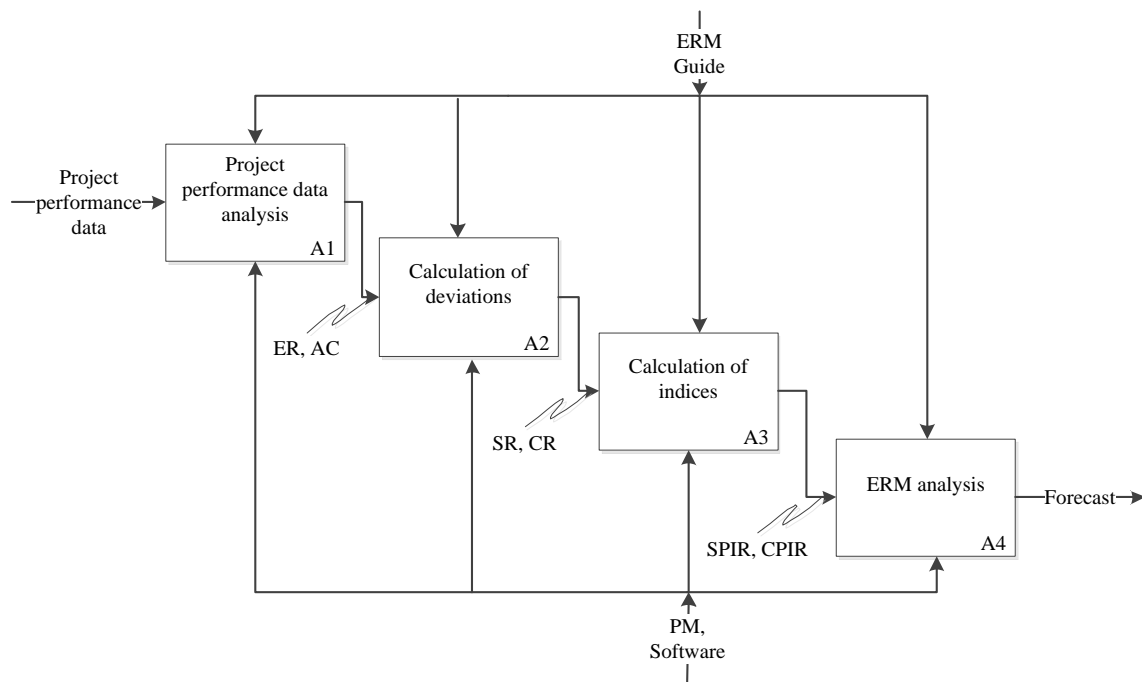 ERM
Guide
Project
performance
data
Project
performance data
analysis
A1
ER, AC
Calculation of
deviations
A2
SR, CR
Calculation of
indices
A3
SPIR, CPIR
ERM analysis
A4
Forecast
PM,
Software